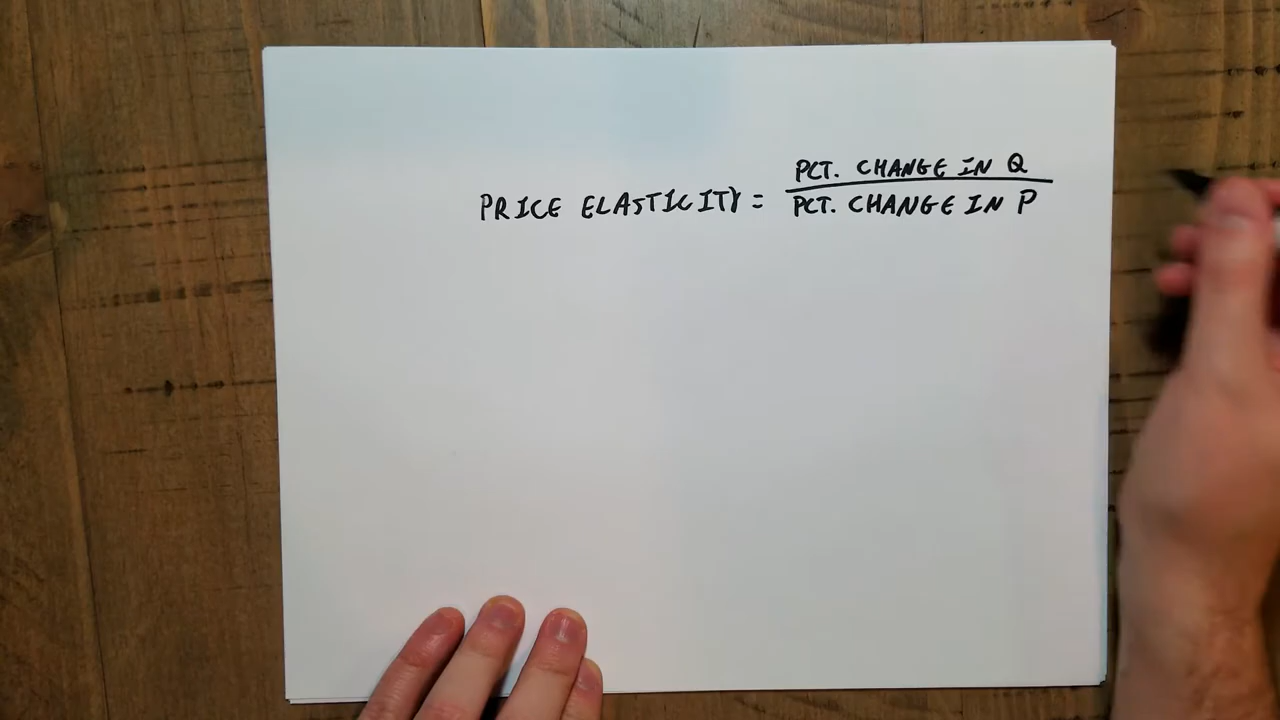 PCT. CHANGE IN Q
PRICE ELASTICITY = PCT. CHANGE IN P